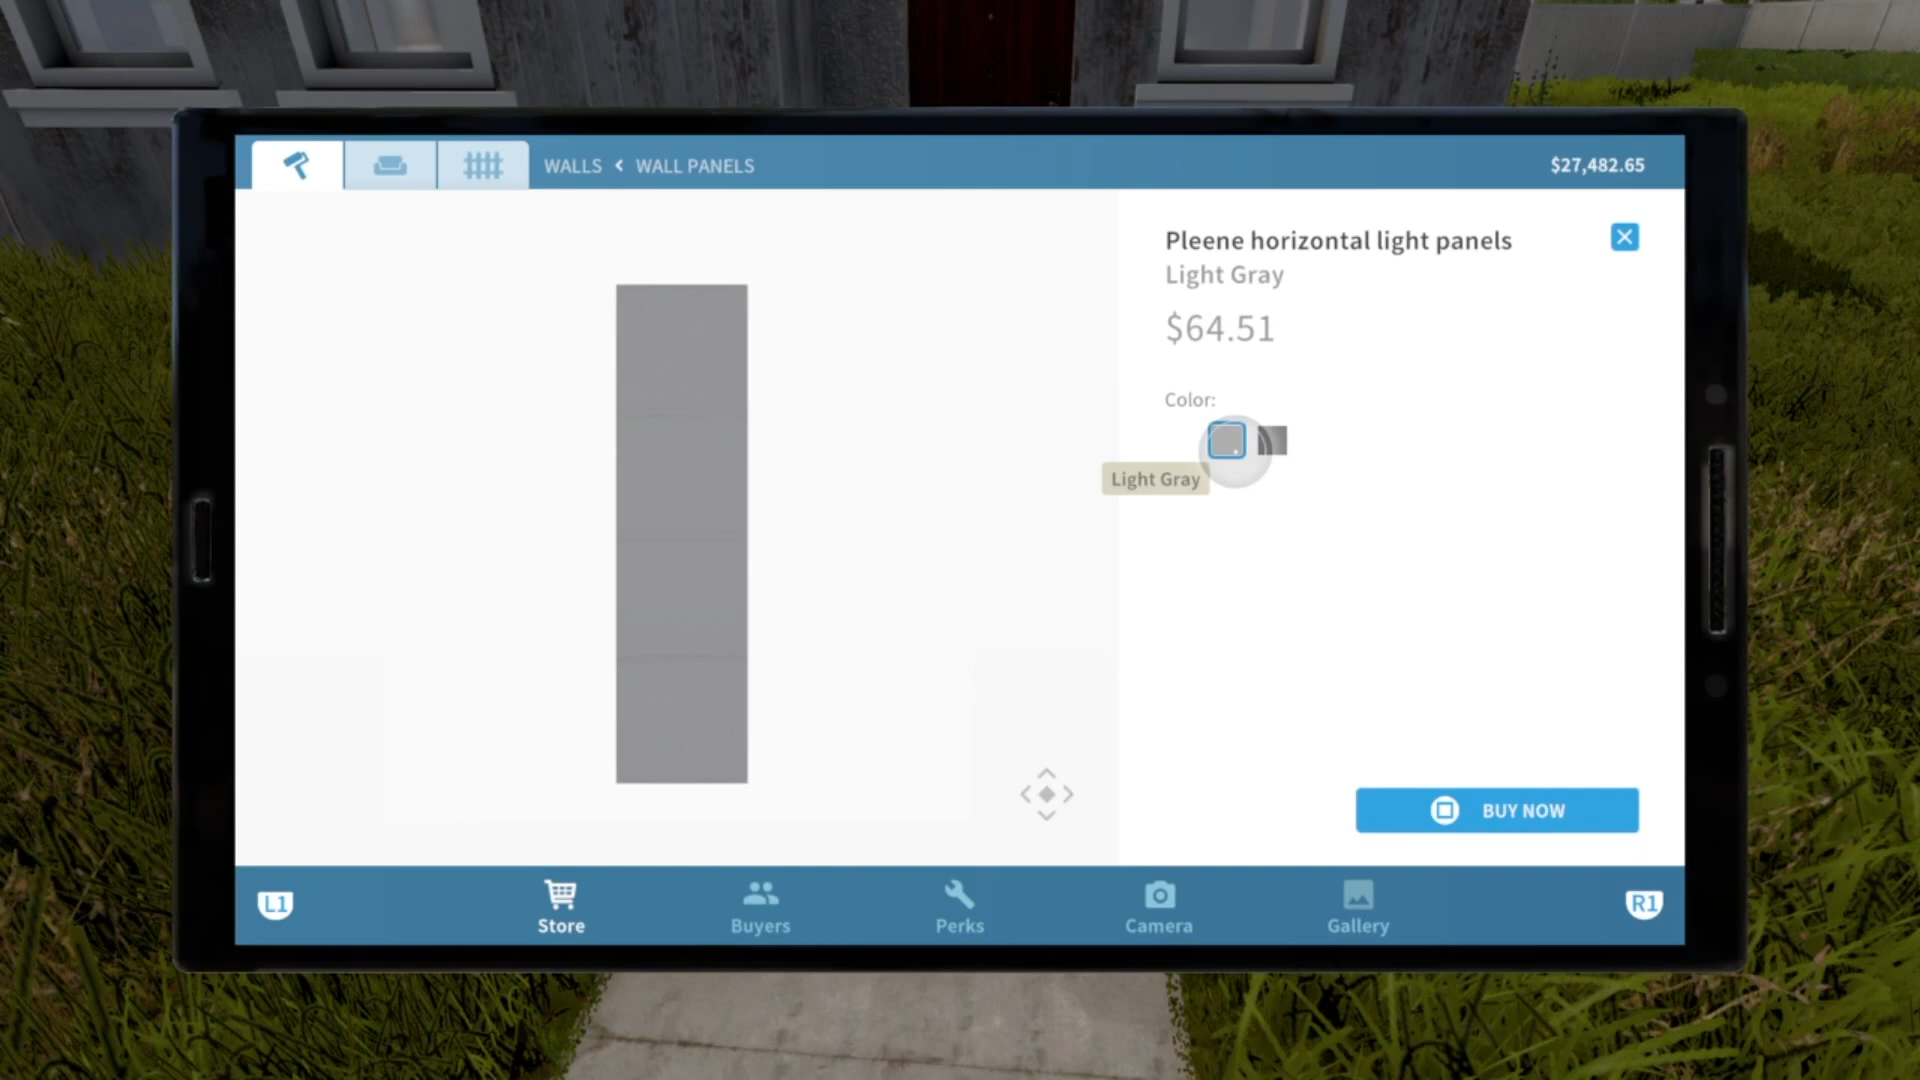 WALLS < WALL PANELS
$27,482.65
Pleene horizontal light panels
Light Gray
$64.51
Color:
Light Gray
BUY NOW
L1
Store
Buyers
Perks
Camera
Gallery
R1